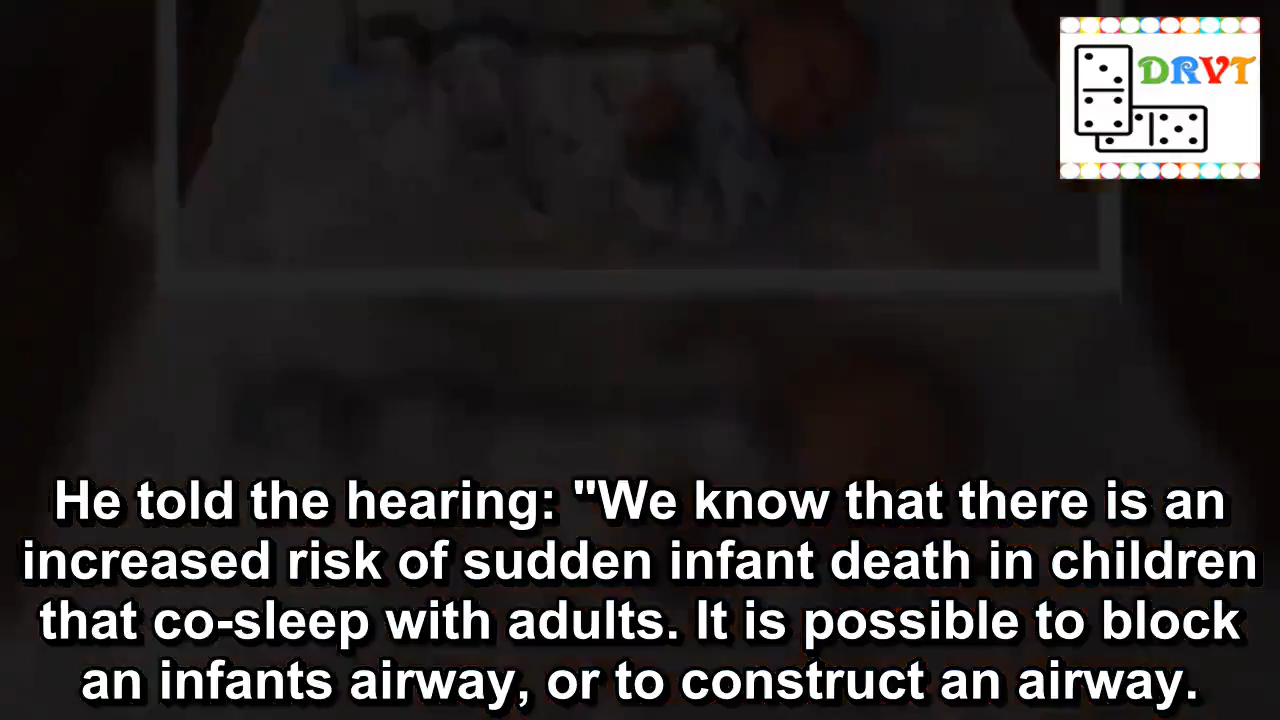 DRVT
He told the hearing: "We know that there is an
increased risk of sudden infant death in children
that co-sleep with adults. It is possible to block
an infants airway, or to construct an airway.